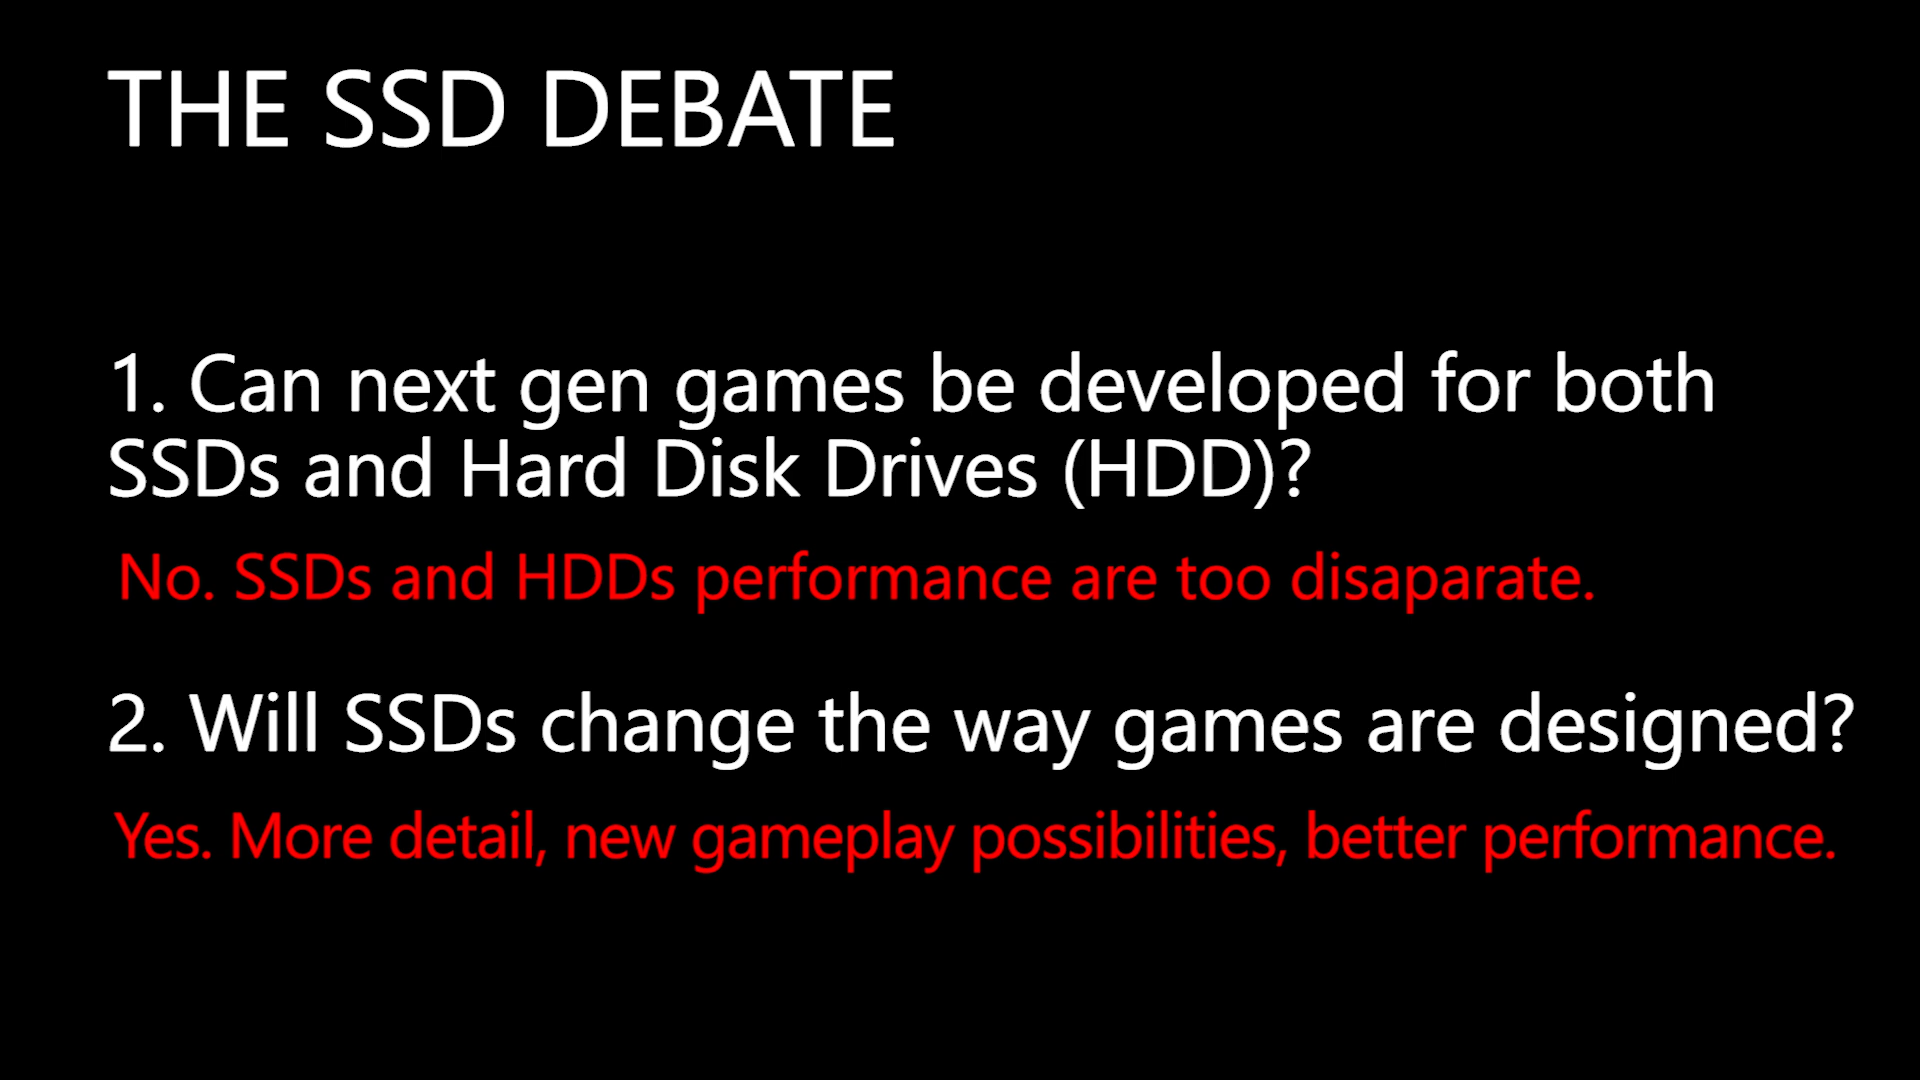 THE SSD DEBATE
1. Can next gen games be developed for both
SSDs and Hard Disk Drives (HDD)?
No. SSDs and HDDs performance are too disaparate.
2. Will SSDs change the way games are designed?
Yes. More detail, new gameplay possibilities, better performance.